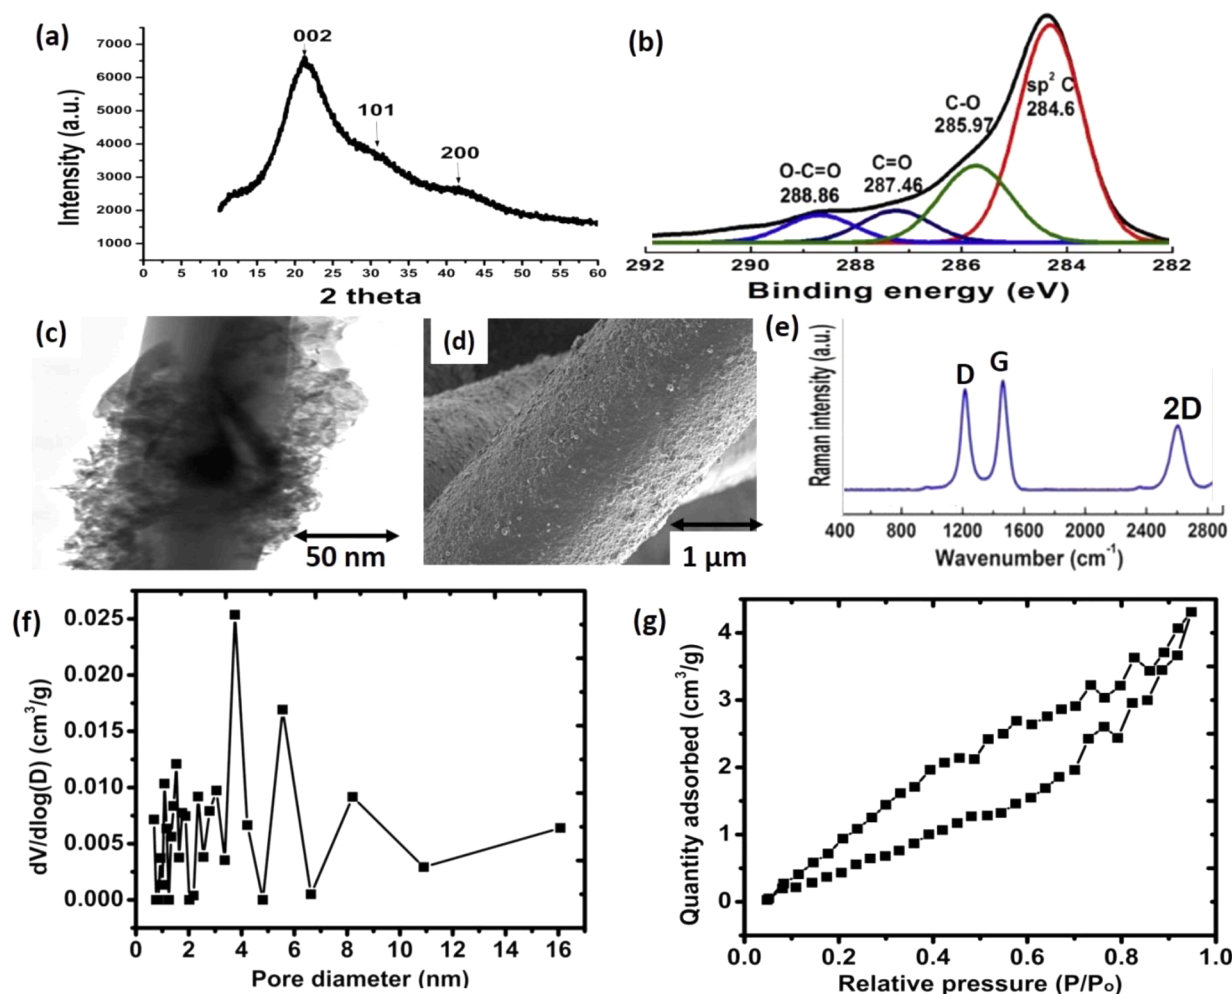 (a)
002
101
200
Intensity (a.u.)
7000
6000
5000
4000
3000
2000
1000
0 5 10 15 20 25 30 35 40 45 50 55 60
2 theta
(b)
sp² C
284.6
C-O
285.97
C=O
287.46
O-C=O
288.86
292 290 288 286 284 282
Binding energy (eV)
(c)
50 nm
(d)
1 µm
(e)
D
G
2D
Raman intensity (a.u.)
400 800 1200 1600 2000 2400 2800
Wavenumber (cm⁻¹)
(f)
dV/dlog(D) (cm³/g)
0.025
0.020
0.015
0.010
0.005
0.000
0 2 4 6 8 10 12 14 16
Pore diameter (nm)
(g)
Quantity adsorbed (cm³/g)
4
3
2
1
0
0.0 0.2 0.4 0.6 0.8 1.0
Relative pressure (P/P₀)